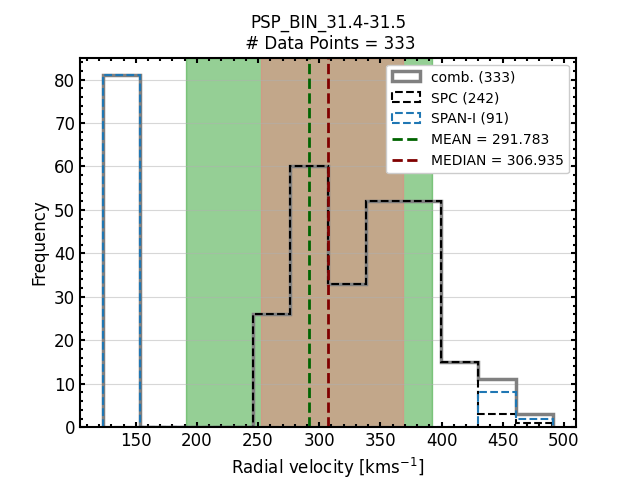 PSP_BIN_31.4-31.5
# Data Points = 333
comb. (333)
SPC (242)
SPAN-I (91)
MEAN = 291.783
MEDIAN = 306.935
Frequency
80
70
60
50
40
30
20
10
0
150 200 250 300 350 400 450 500
Radial velocity [kms⁻¹]